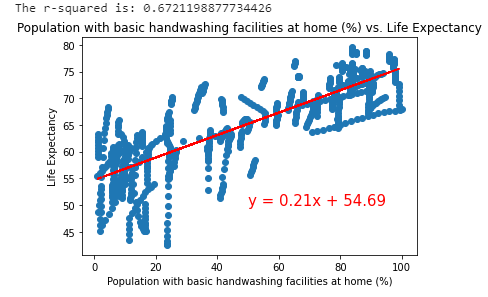 The r-squared is: 0.6721198877734426
Population with basic handwashing facilities at home (%) vs. Life Expectancy
80
75
70
65
60
55
50
45
Life Expectancy
y = 0.21x + 54.69
0 20 40 60 80 100
Population with basic handwashing facilities at home (%)